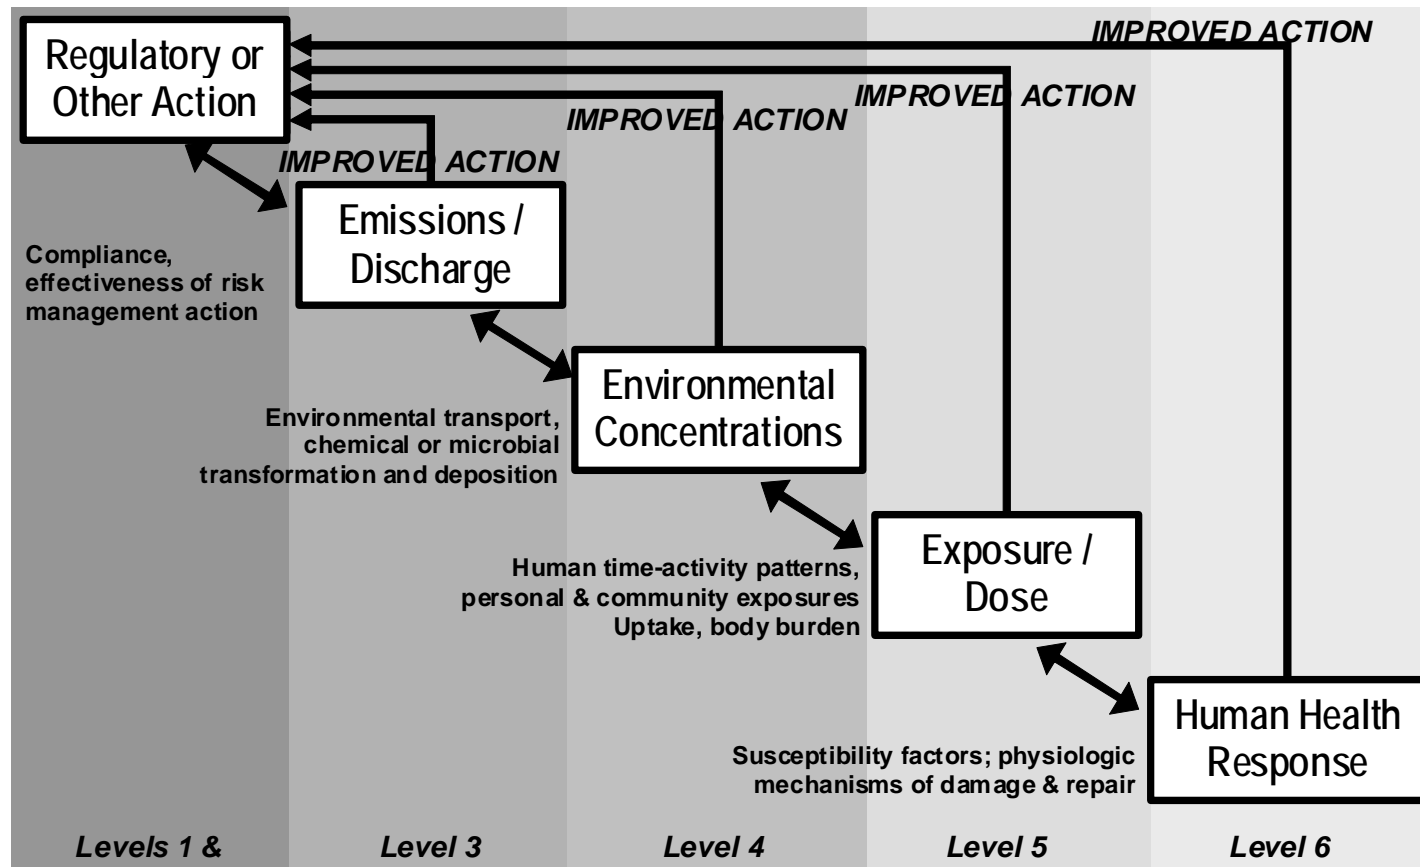 Regulatory or
Other Action
IMPROVED ACTION
IMPROVED ACTION
IMPROVED ACTION
IMPROVED ACTION
Emissions /
Discharge
Compliance,
effectiveness of risk
management action
Environmental
Concentrations
Environmental transport,
chemical or microbial
transformation and deposition
Exposure /
Dose
Human time-activity patterns,
personal & community exposures
Uptake, body burden
Human Health
Response
Susceptibility factors; physiologic
mechanisms of damage & repair
Levels 1 &
Level 3
Level 4
Level 5
Level 6